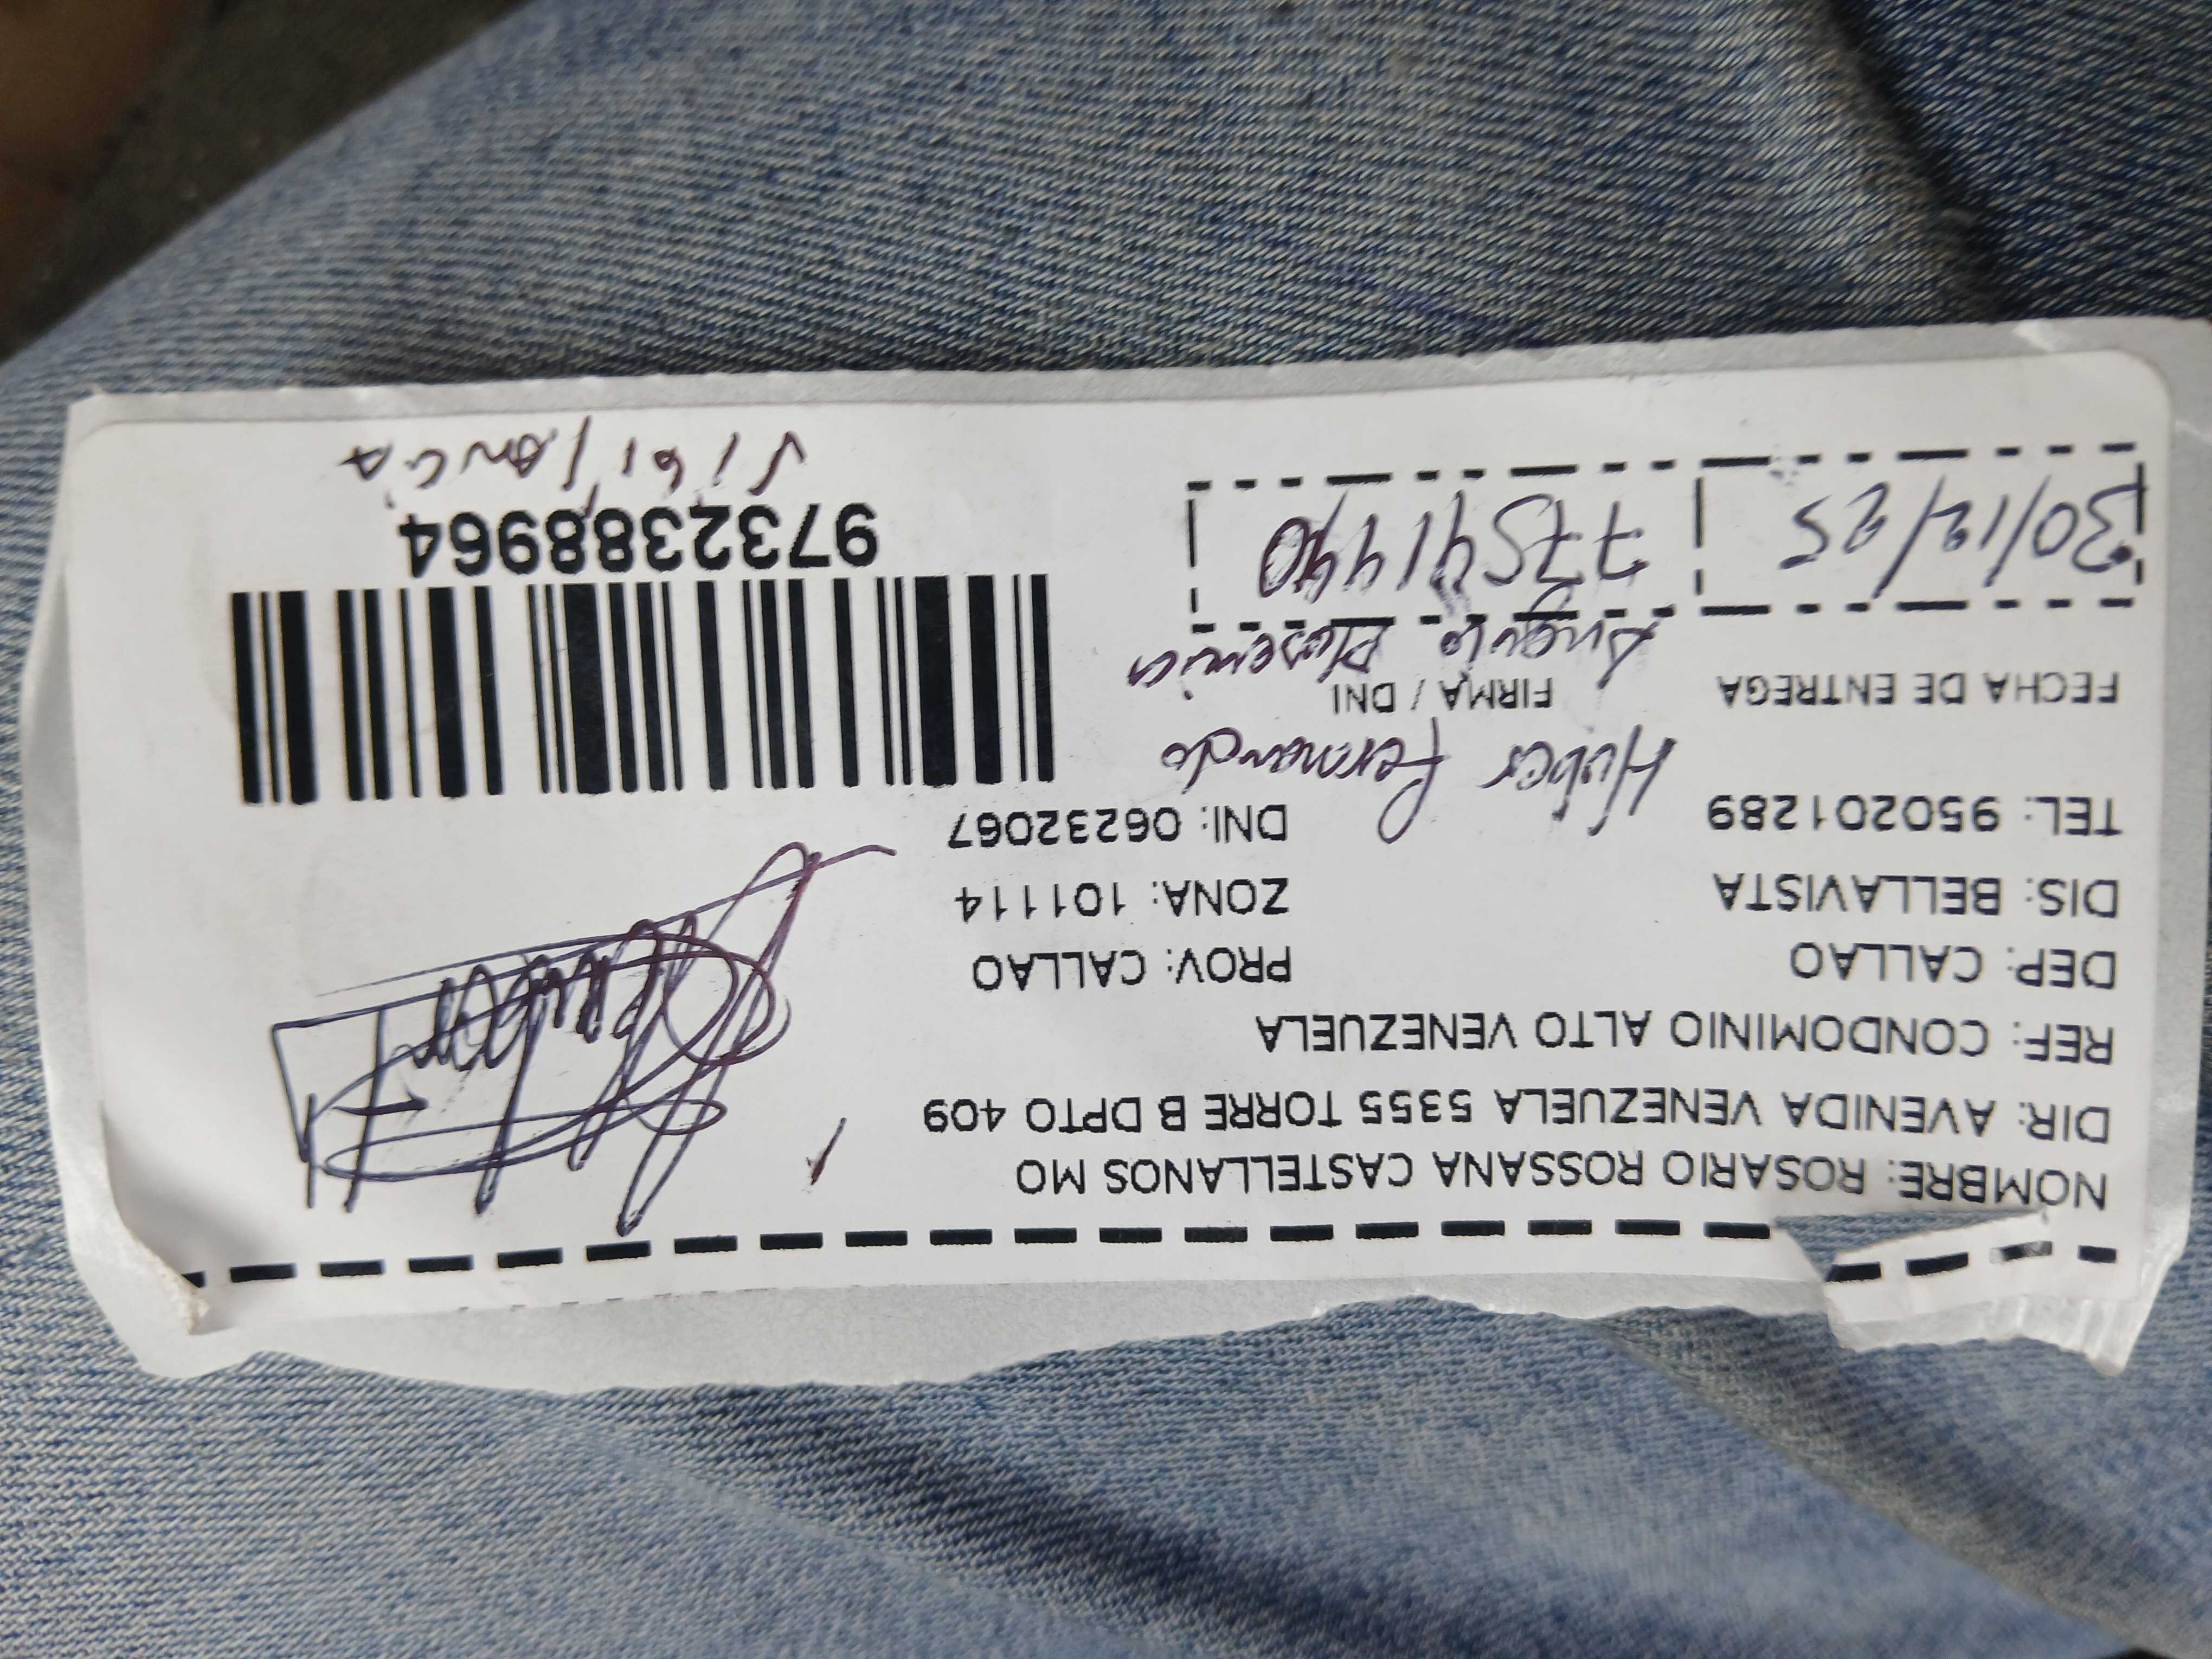 NOMBRE: ROSARIO ROSSANA CASTELLANOS MO
DIR: AVENIDA VENEZUELA 5355 TORRE B DPTO 409
REF: CONDOMINIO ALTO VENEZUELA
DEP: CALLAO PROV: CALLAO
DIS: BELLAVISTA ZONA: 101114
TEL: 950201289 DNI: 06232067
Huber Fernando
FECHA DE ENTREGA FIRMA / DNI
Angulo Plasencia
30/12/25 77541440
9732388964
VIGILANCIA